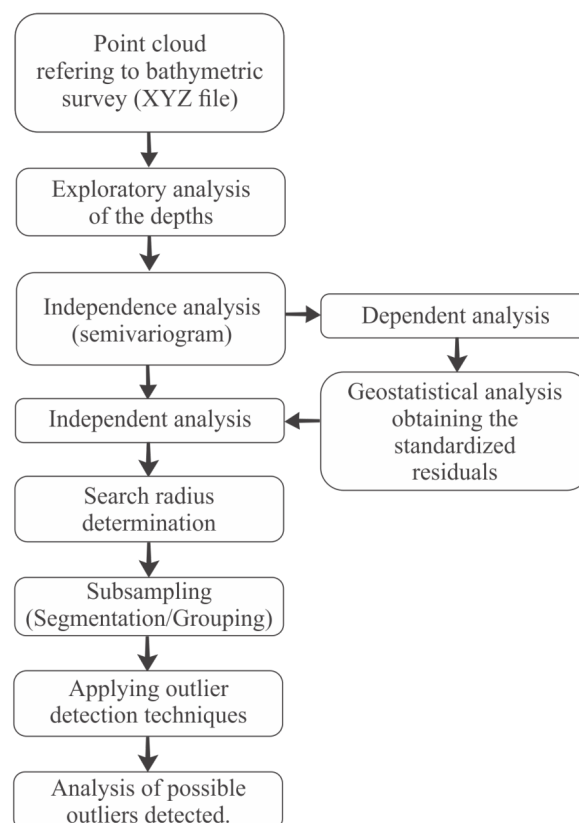 Point cloud
refering to bathymetric
survey (XYZ file)
Exploratory analysis
of the depths
Independence analysis
(semivariogram)
Dependent analysis
Geostatistical analysis
obtaining the
standardized
residuals
Independent analysis
Search radius
determination
Subsampling
(Segmentation/Grouping)
Applying outlier
detection techniques
Analysis of possible
outliers detected.